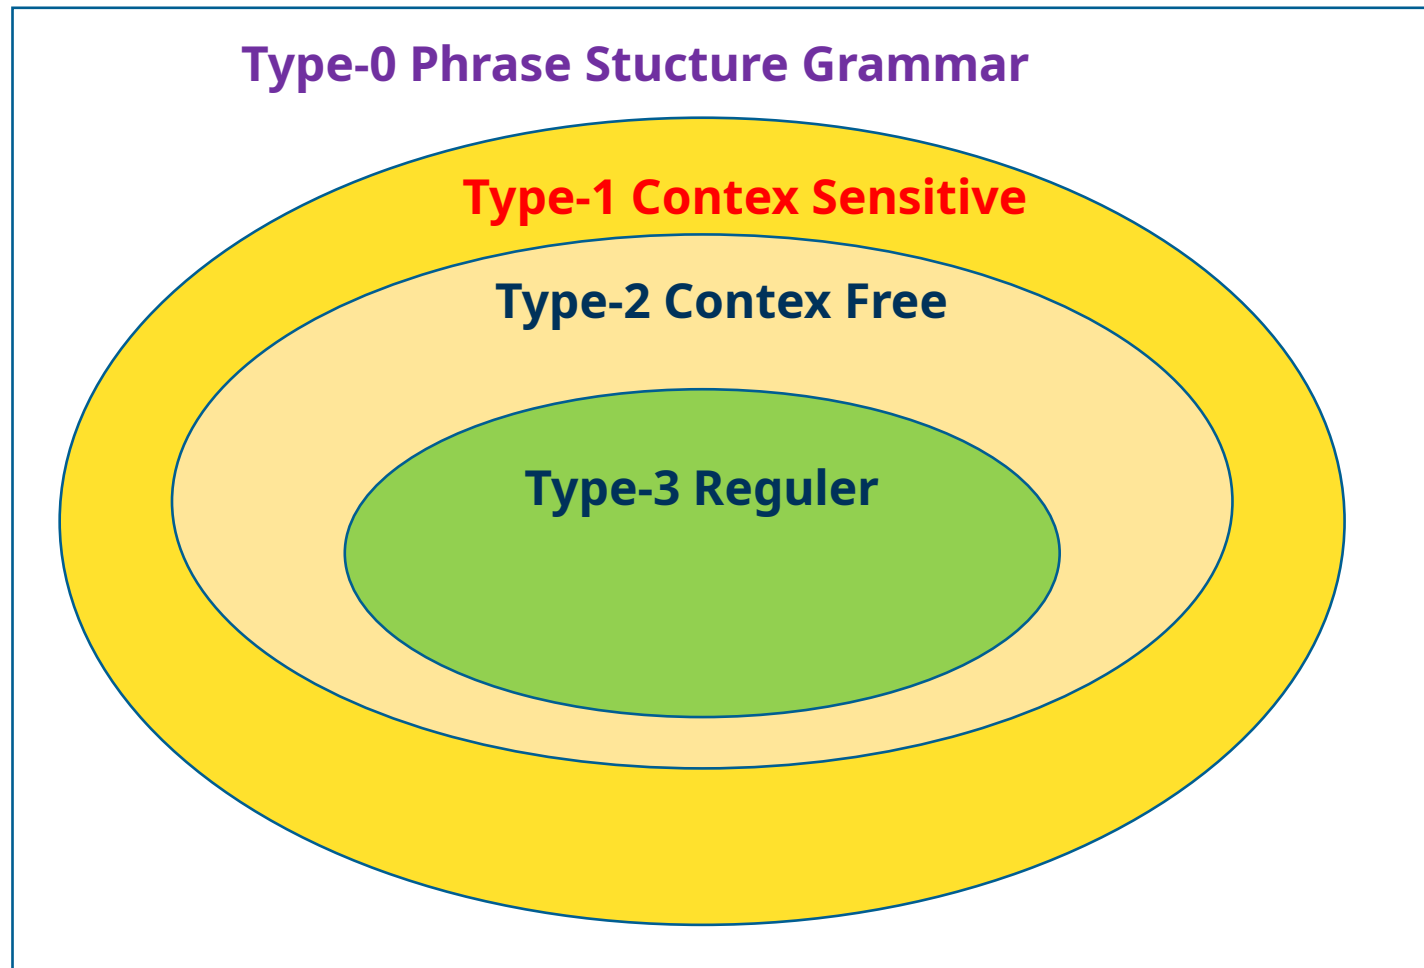 Type-0 Phrase Stucture Grammar
Type-1 Contex Sensitive
Type-2 Contex Free
Type-3 Reguler